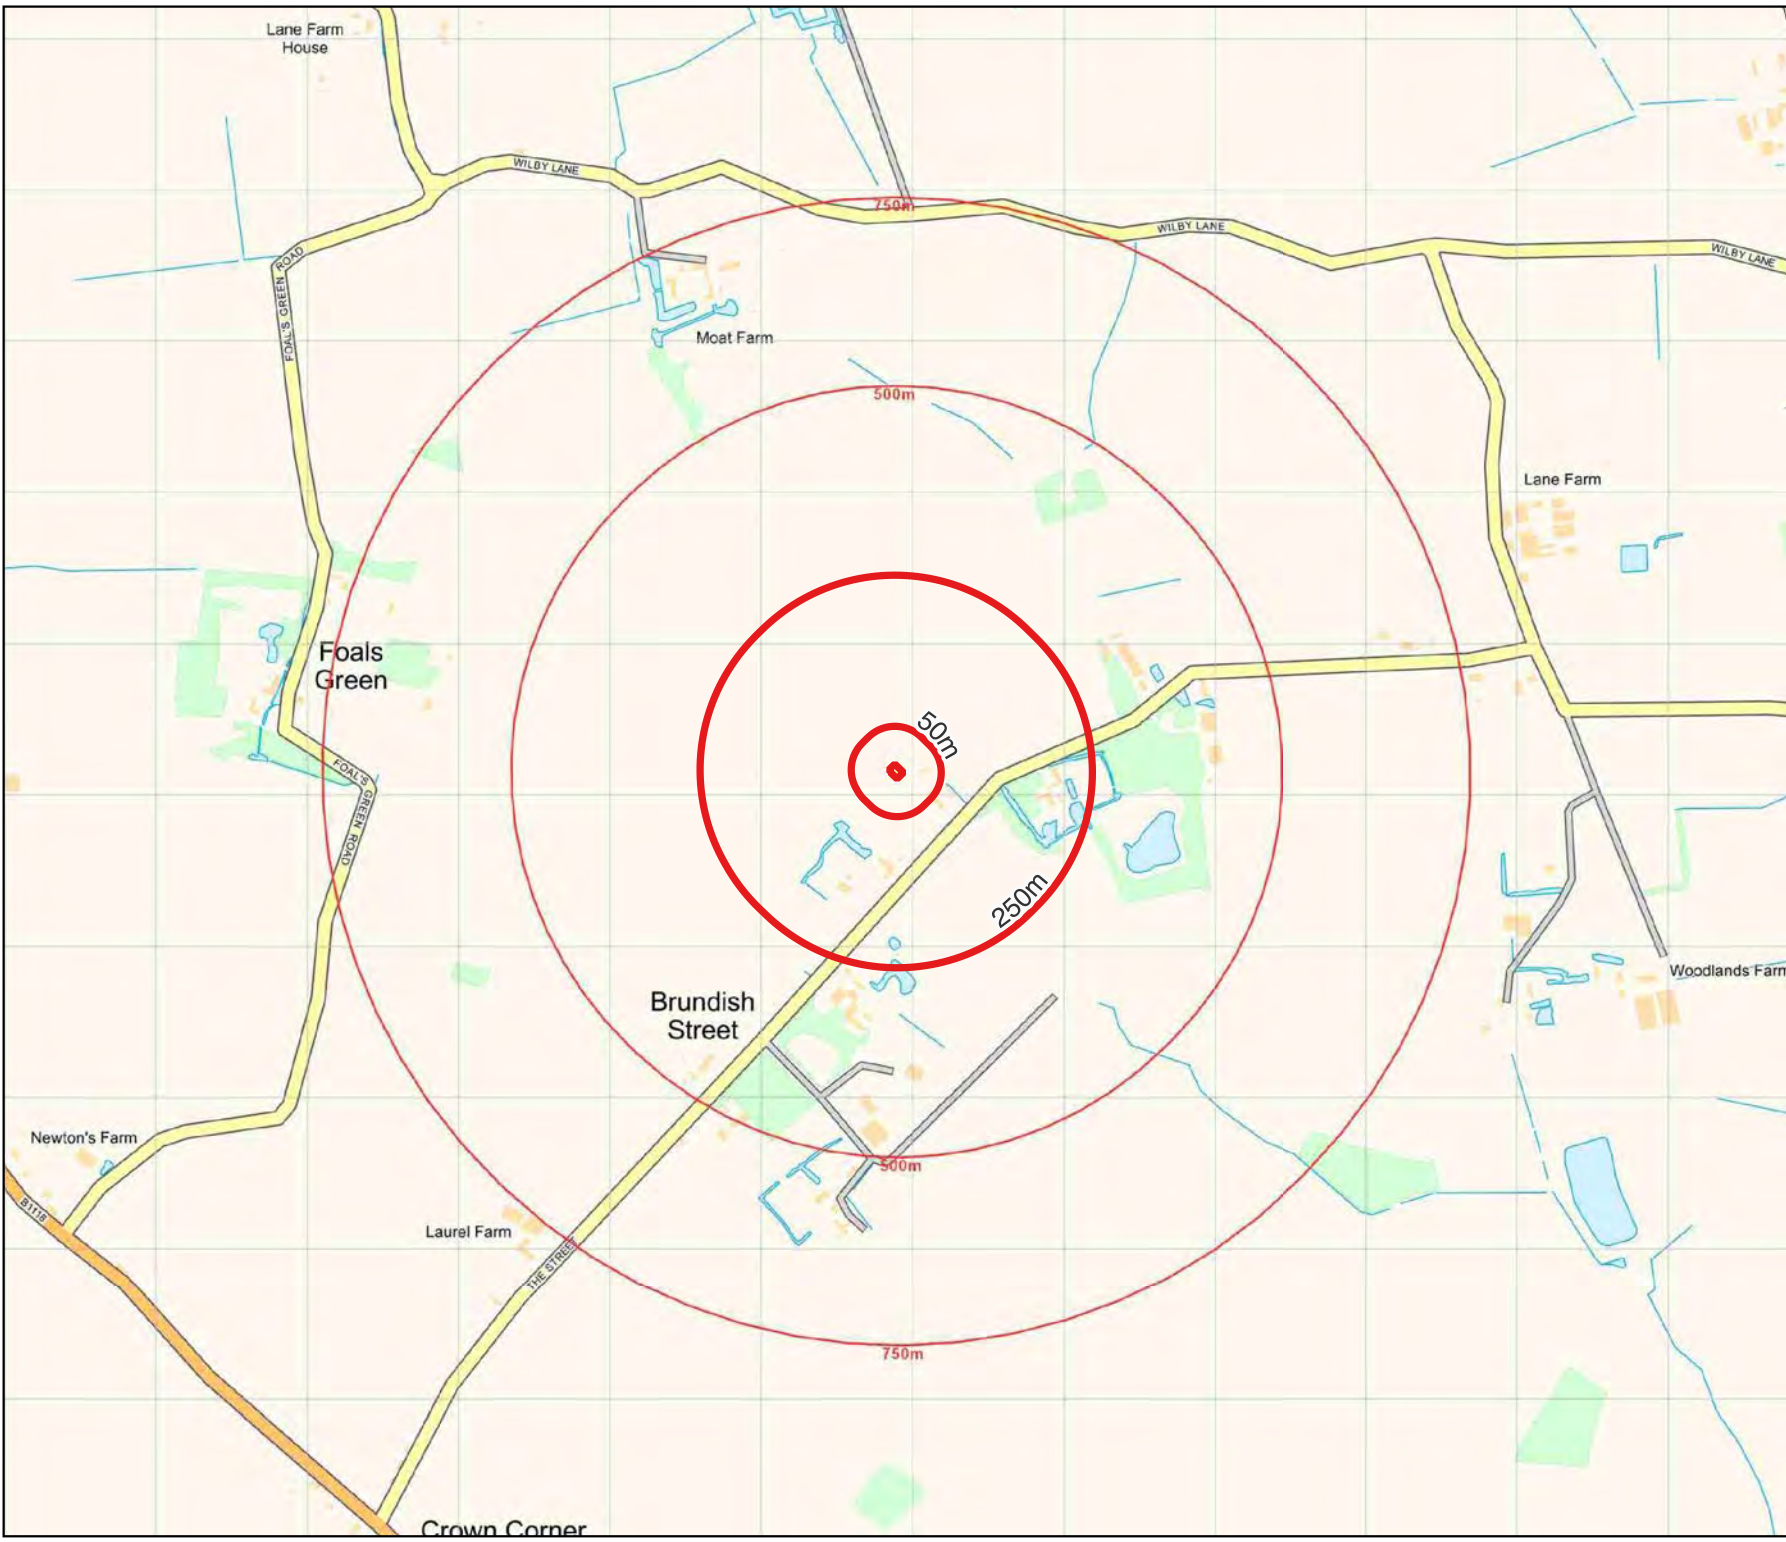 Lane Farm
House
WILBY LANE
750m
WILBY LANE
WILBY LANE
FOAL'S GREEN ROAD
Moat Farm
500m
Lane Farm
Foals
Green
50m
FOAL'S GREEN ROAD
250m
Woodlands Farm
Brundish
Street
Newton's Farm
500m
B1118
Laurel Farm
THE STREET
750m
Crown Corner